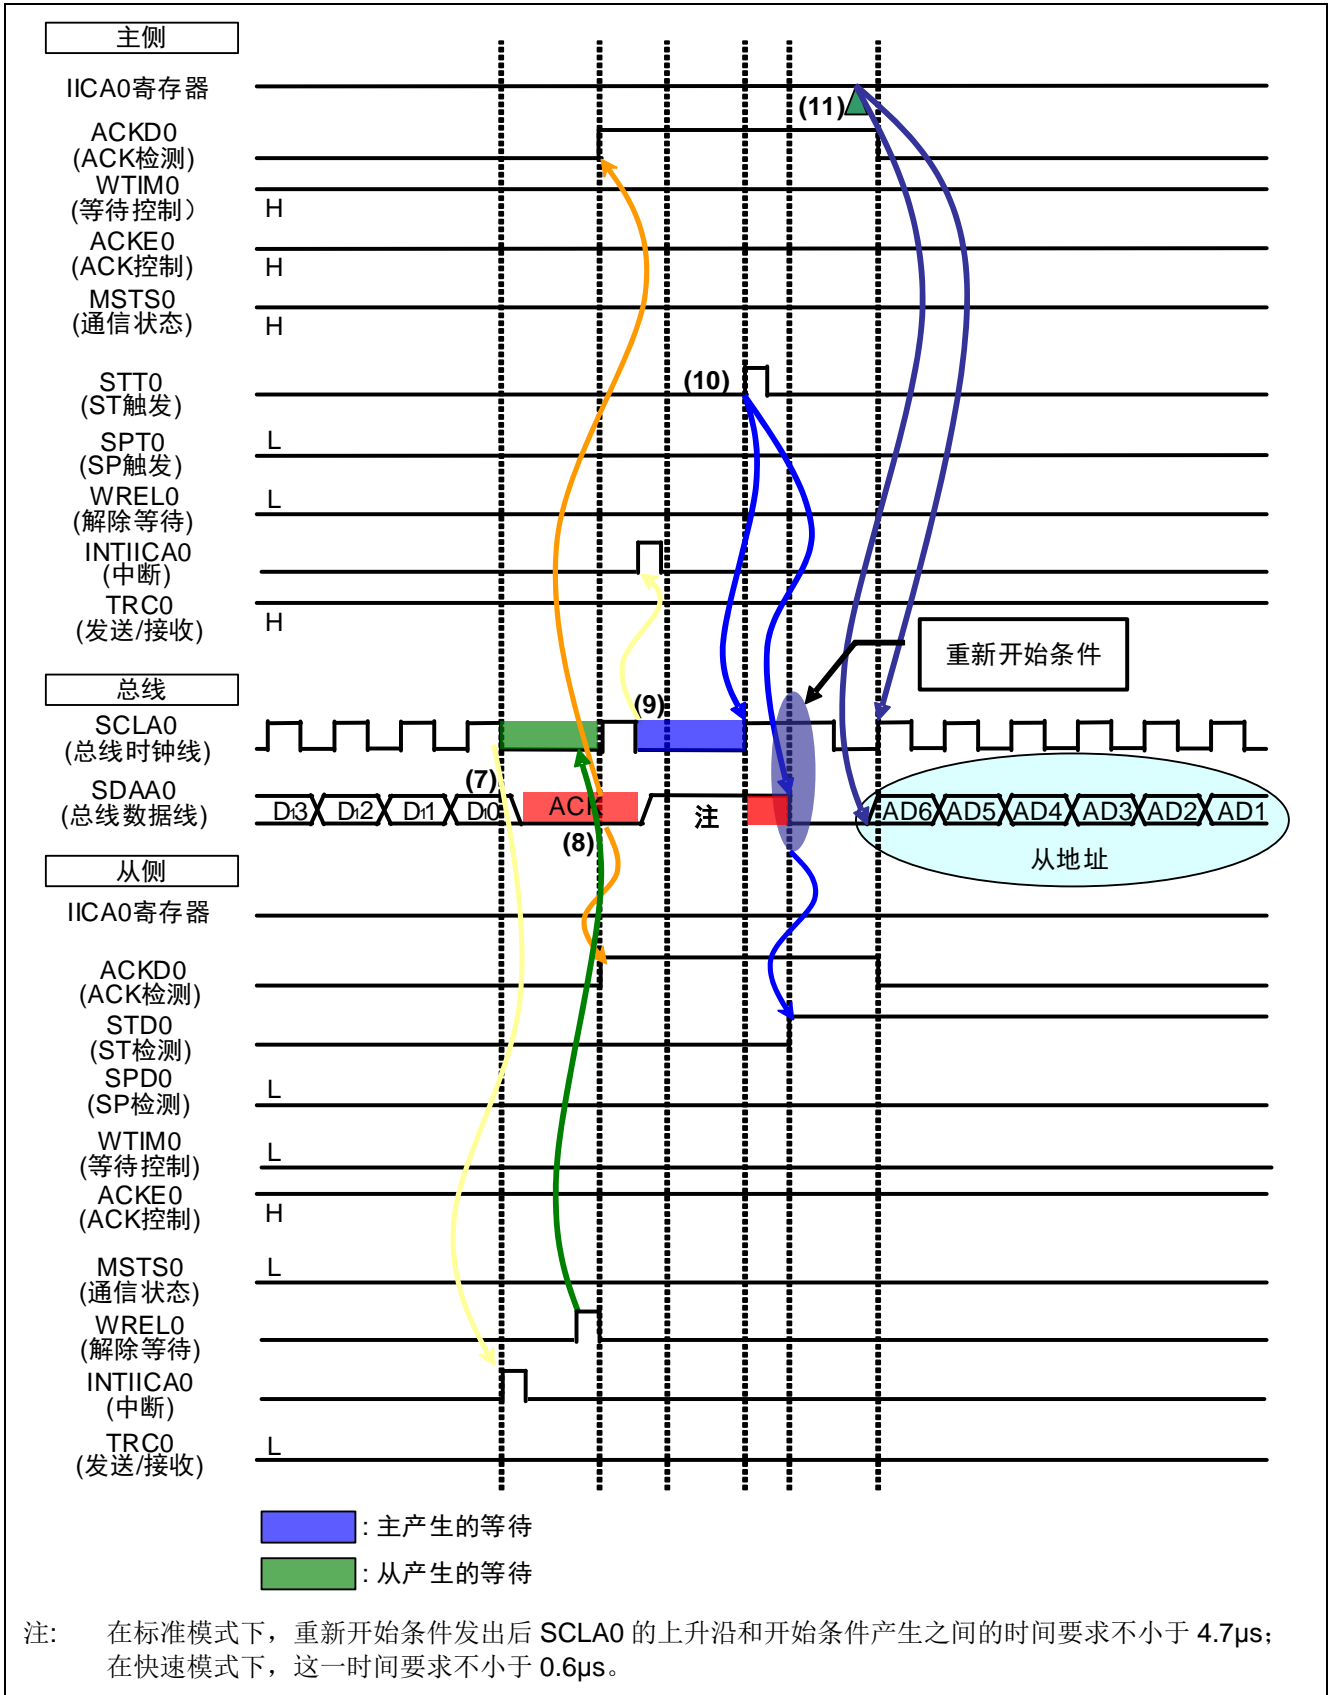 主侧
IICA0寄存器
(11)
ACKD0
(ACK检测)
WTIM0
(等待控制）
H
ACKE0
(ACK控制)
H
MSTS0
(通信状态)
H
STT0
(ST触发)
(10)
SPT0
(SP触发)
L
WREL0
(解除等待)
L
INTIICA0
(中断)
TRC0
(发送/接收)
H
重新开始条件
总线
SCLA0
(总线时钟线)
(9)
SDAA0
(总线数据线)
(7)
D13 D12 D11 D10 ACK 注 AD6 AD5 AD4 AD3 AD2 AD1
(8)
从地址
从侧
IICA0寄存器
ACKD0
(ACK检测)
STD0
(ST检测)
SPD0
(SP检测)
L
WTIM0
(等待控制)
L
ACKE0
(ACK控制)
H
MSTS0
(通信状态)
L
WREL0
(解除等待)
INTIICA0
(中断)
TRC0
(发送/接收)
L
: 主产生的等待
: 从产生的等待
注: 在标准模式下，重新开始条件发出后 SCLA0 的上升沿和开始条件产生之间的时间要求不小于 4.7μs；
在快速模式下，这一时间要求不小于 0.6μs。